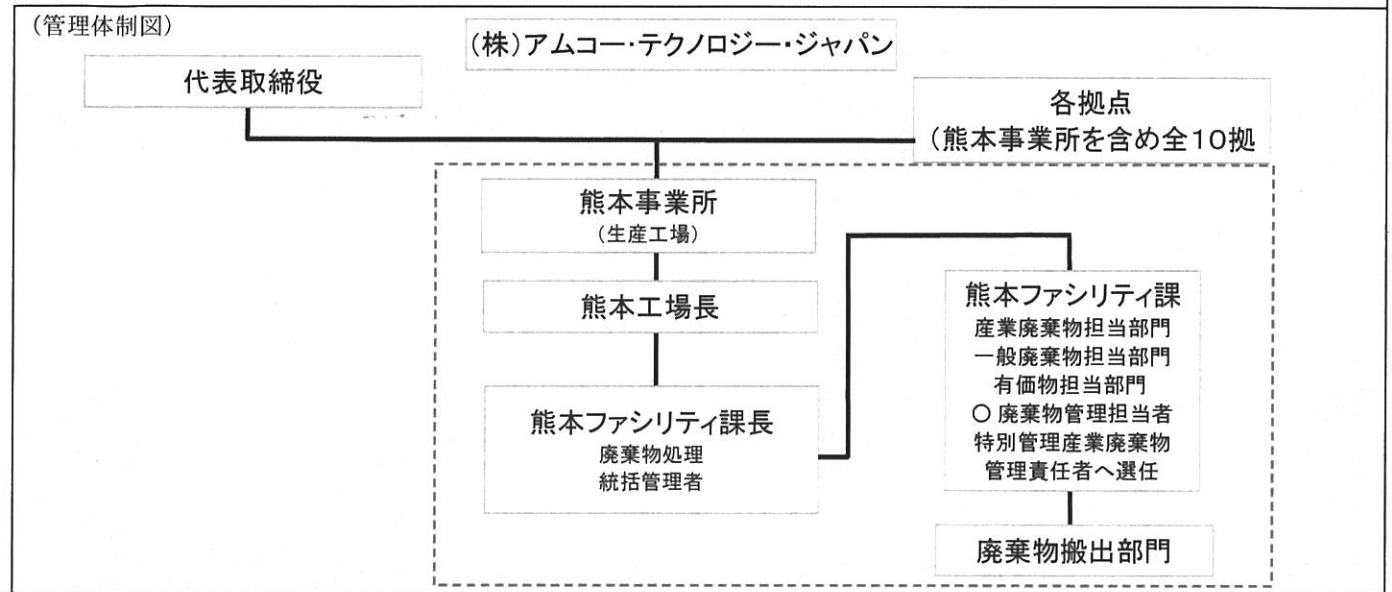 (管理体制図)
(株)アムコー・テクノロジー・ジャパン
代表取締役
各拠点
(熊本事業所を含め全10拠
熊本事業所
(生産工場)
熊本工場長
熊本ファシリティ課長
廃棄物処理
統括管理者
熊本ファシリティ課
産業廃棄物担当部門
一般廃棄物担当部門
有価物担当部門
〇 廃棄物管理担当者
特別管理産業廃棄物
管理責任者へ選任
廃棄物搬出部門